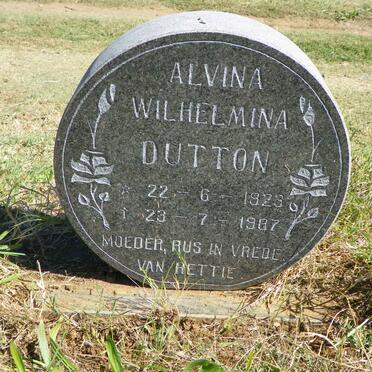 ALVINA
WILHELMINA
DUTTON
* 22 - 6 - 1923
† 23 - 7 - 1987
MOEDER, RUS IN VREDE
VAN HETTIE